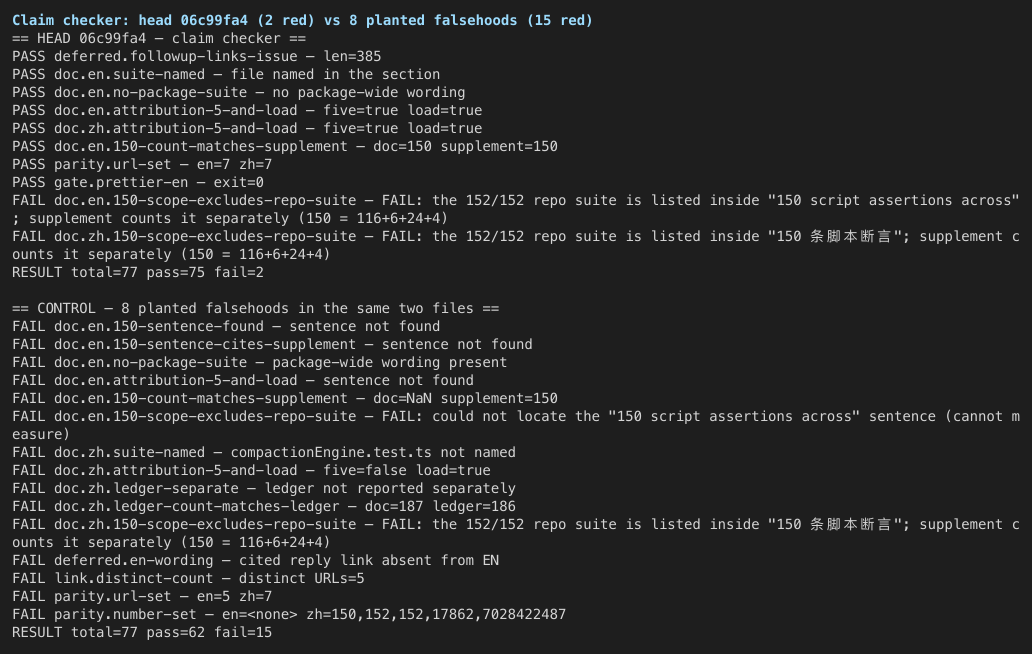 Claim checker: head 06c99fa4 (2 red) vs 8 planted falsehoods (15 red)
== HEAD 06c99fa4 — claim checker ==
PASS deferred.followup-links-issue — len=385
PASS doc.en.suite-named — file named in the section
PASS doc.en.no-package-suite — no package-wide wording
PASS doc.en.attribution-5-and-load — five=true load=true
PASS doc.zh.attribution-5-and-load — five=true load=true
PASS doc.en.150-count-matches-supplement — doc=150 supplement=150
PASS parity.url-set — en=7 zh=7
PASS gate.prettier-en — exit=0
FAIL doc.en.150-scope-excludes-repo-suite — FAIL: the 152/152 repo suite is listed inside "150 script assertions across"
; supplement counts it separately (150 = 116+6+24+4)
FAIL doc.zh.150-scope-excludes-repo-suite — FAIL: the 152/152 repo suite is listed inside "150 条脚本断言"; supplement c
ounts it separately (150 = 116+6+24+4)
RESULT total=77 pass=75 fail=2
== CONTROL — 8 planted falsehoods in the same two files ==
FAIL doc.en.150-sentence-found — sentence not found
FAIL doc.en.150-sentence-cites-supplement — sentence not found
FAIL doc.en.no-package-suite — package-wide wording present
FAIL doc.en.attribution-5-and-load — sentence not found
FAIL doc.en.150-count-matches-supplement — doc=NaN supplement=150
FAIL doc.en.150-scope-excludes-repo-suite — FAIL: could not locate the "150 script assertions across" sentence (cannot m
easure)
FAIL doc.zh.suite-named — compactionEngine.test.ts not named
FAIL doc.zh.attribution-5-and-load — five=false load=true
FAIL doc.zh.ledger-separate — ledger not reported separately
FAIL doc.zh.ledger-count-matches-ledger — doc=187 ledger=186
FAIL doc.zh.150-scope-excludes-repo-suite — FAIL: the 152/152 repo suite is listed inside "150 条脚本断言"; supplement c
ounts it separately (150 = 116+6+24+4)
FAIL deferred.en-wording — cited reply link absent from EN
FAIL link.distinct-count — distinct URLs=5
FAIL parity.url-set — en=5 zh=7
FAIL parity.number-set — en=<none> zh=150,152,152,17862,7028422487
RESULT total=77 pass=62 fail=15